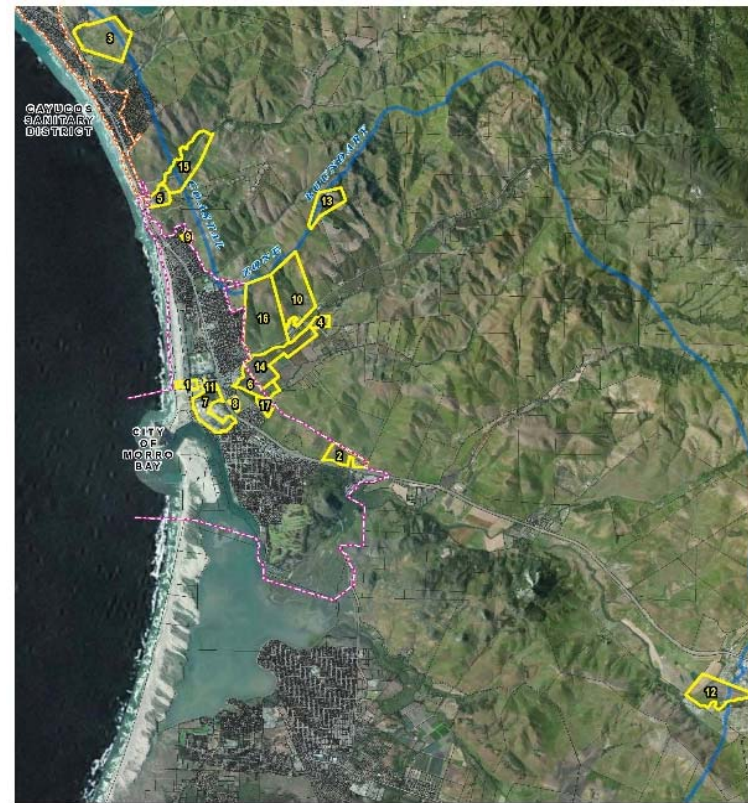 3
CAYUCOS
SANITARY
DISTRICT
15
5
COASTAL
ZONE
BOUNDARY
13
9
10
16
4
14
6
1
11
7
8
17
CITY
OF
MORRO
BAY
2
12